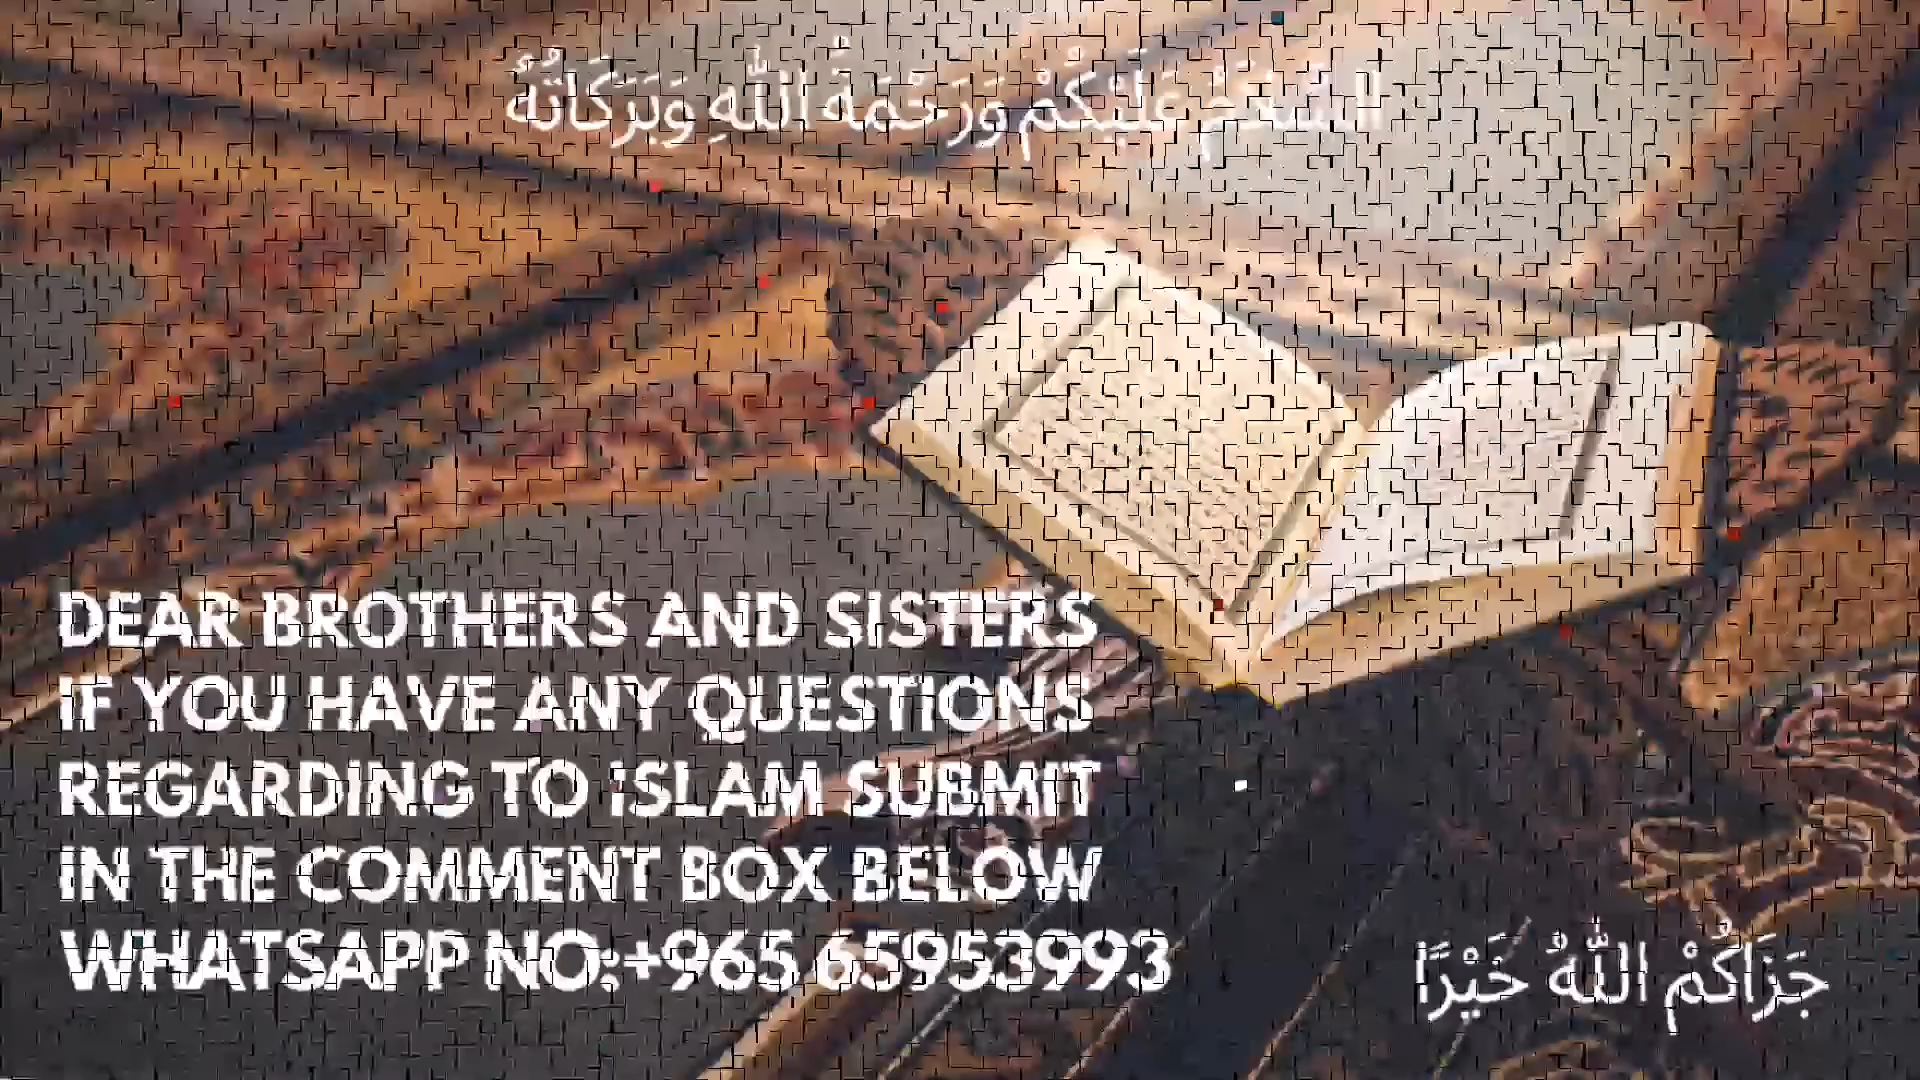 السَّلَامُ عَلَيْكُمْ وَرَحْمَةُ اللهِ وَبَرَكَاتُهُ
DEAR BROTHERS AND SISTERS
IF YOU HAVE ANY QUESTIONS
REGARDING TO ISLAM SUBMIT
IN THE COMMENT BOX BELOW
WHATSAPP NO:+965 65953993
جَزَاكُمُ اللهُ خَيْرًا